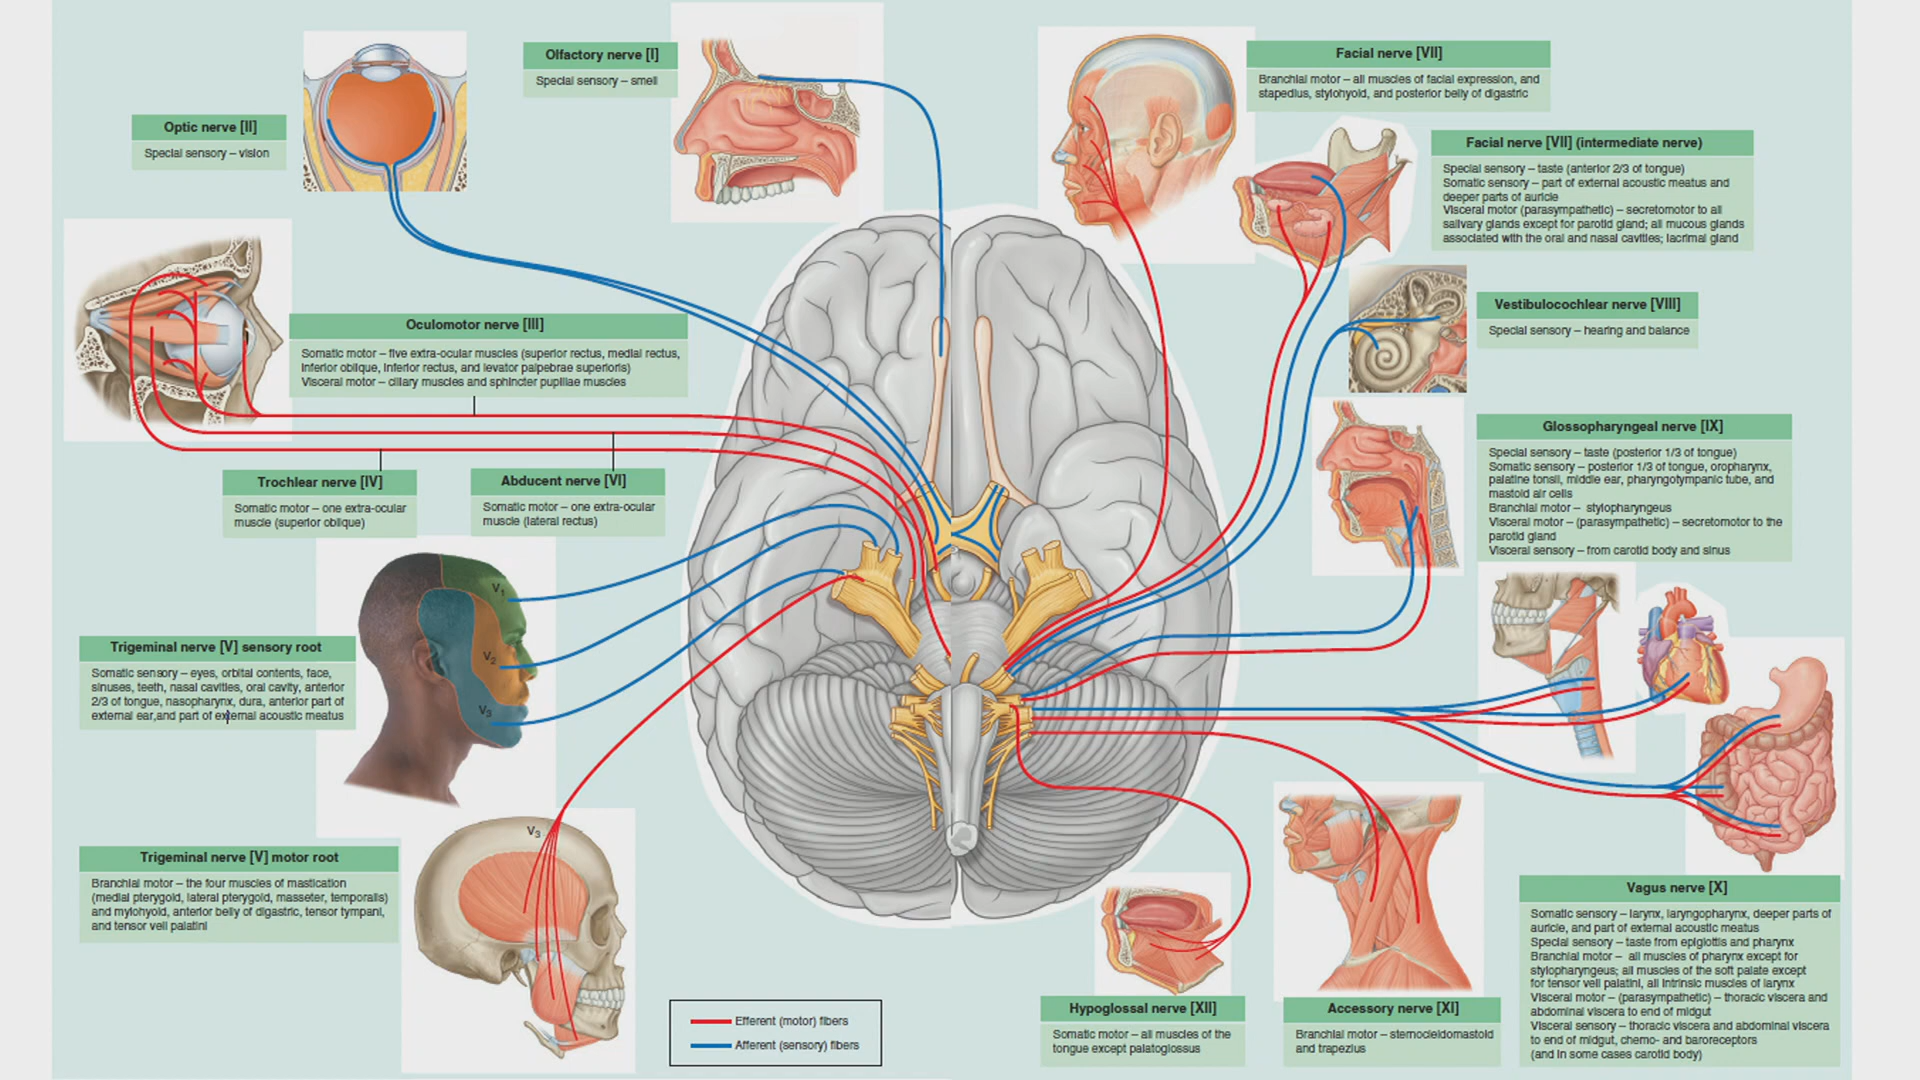 Olfactory nerve [I]
Special sensory – smell
Optic nerve [II]
Special sensory – vision
Oculomotor nerve [III]
Somatic motor – five extra-ocular muscles (superior rectus, medial rectus,
inferior oblique, inferior rectus, and levator palpebrae superioris)
Visceral motor – ciliary muscles and sphincter pupillae muscles
Trochlear nerve [IV]
Somatic motor – one extra-ocular
muscle (superior oblique)
Abducent nerve [VI]
Somatic motor – one extra-ocular
muscle (lateral rectus)
V1
V2
V3
Trigeminal nerve [V] sensory root
Somatic sensory – eyes, orbital contents, face,
sinuses, teeth, nasal cavities, oral cavity, anterior
2/3 of tongue, nasopharynx, dura, anterior part of
external ear,and part of external acoustic meatus
V3
Trigeminal nerve [V] motor root
Branchial motor – the four muscles of mastication
(medial pterygoid, lateral pterygoid, masseter, temporalis)
and mylohyoid, anterior belly of digastric, tensor tympani,
and tensor veli palatini
Efferent (motor) fibers
Afferent (sensory) fibers
Facial nerve [VII]
Branchial motor – all muscles of facial expression, and
stapedius, stylohyoid, and posterior belly of digastric
Facial nerve [VII] (intermediate nerve)
Special sensory – taste (anterior 2/3 of tongue)
Somatic sensory – part of external acoustic meatus and
deeper parts of auricle
Visceral motor (parasympathetic) – secretomotor to all
salivary glands except for parotid gland; all mucous glands
associated with the oral and nasal cavities; lacrimal gland
Vestibulocochlear nerve [VIII]
Special sensory – hearing and balance
Glossopharyngeal nerve [IX]
Special sensory – taste (posterior 1/3 of tongue)
Somatic sensory – posterior 1/3 of tongue, oropharynx,
palatine tonsil, middle ear, pharyngotympanic tube, and
mastoid air cells
Branchial motor – stylopharyngeus
Visceral motor – (parasympathetic) – secretomotor to the
parotid gland
Visceral sensory – from carotid body and sinus
Vagus nerve [X]
Somatic sensory – larynx, laryngopharynx, deeper parts of
auricle, and part of external acoustic meatus
Special sensory – taste from epiglottis and pharynx
Branchial motor – all muscles of pharynx except for
stylopharyngeus; all muscles of the soft palate except
for tensor veli palatini, all intrinsic muscles of larynx
Visceral motor – (parasympathetic) – thoracic viscera and
abdominal viscera to end of midgut
Visceral sensory – thoracic viscera and abdominal viscera
to end of midgut, chemo- and baroreceptors
(and in some cases carotid body)
Hypoglossal nerve [XII]
Somatic motor – all muscles of the
tongue except palatoglossus
Accessory nerve [XI]
Branchial motor – sternocleidomastoid
and trapezius